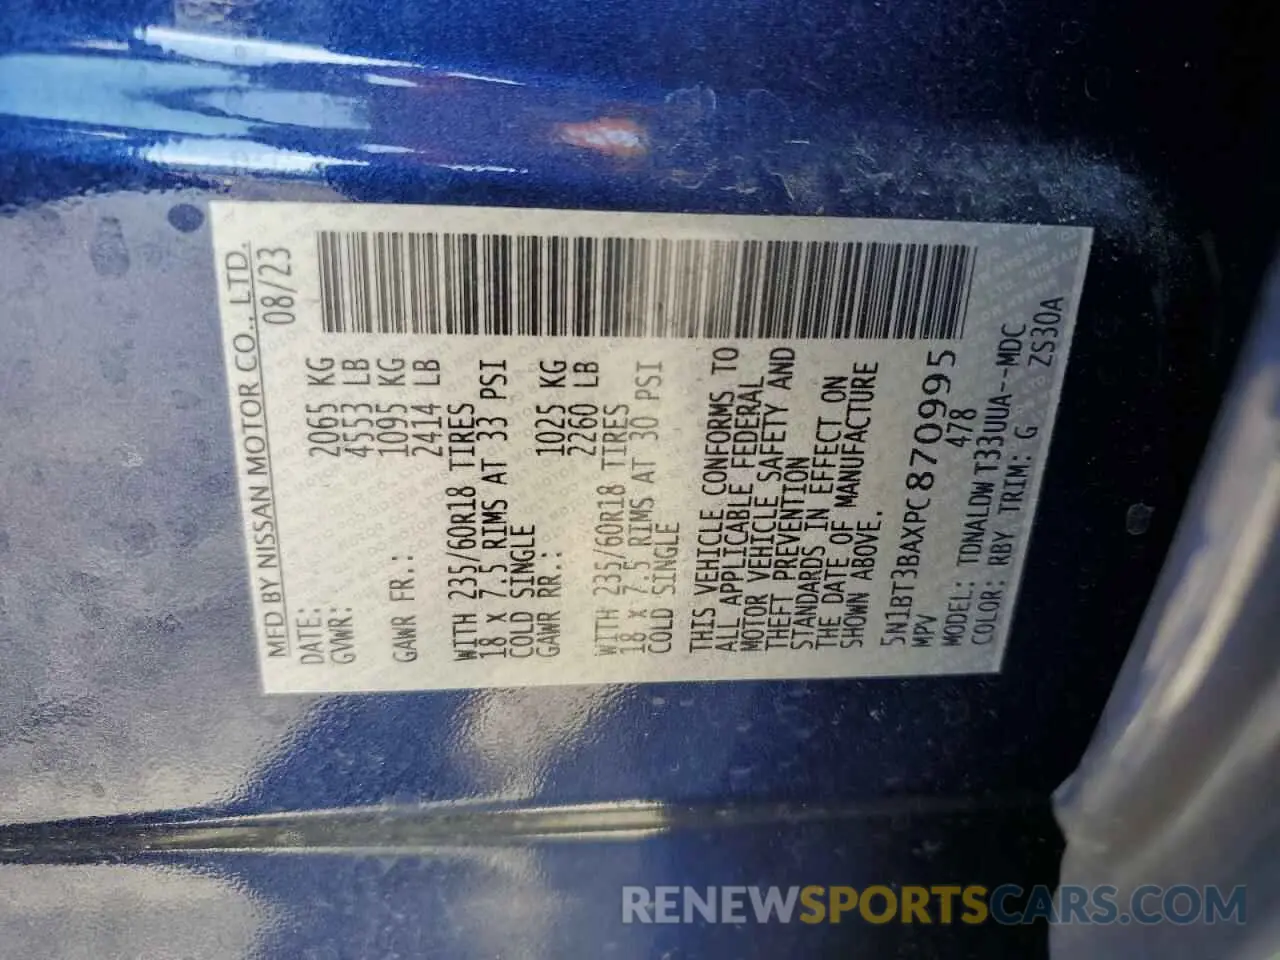 MFD BY NISSAN MOTOR CO., LTD.
DATE: 08/23
GVWR: 2065 KG
4553 LB
GAWR FR.: 1095 KG
2414 LB
WITH 235/60R18 TIRES
18 X 7.5 RIMS AT 33 PSI
COLD SINGLE
GAWR RR.: 1025 KG
2260 LB
WITH 235/60R18 TIRES
18 X 7.5 RIMS AT 30 PSI
COLD SINGLE
THIS VEHICLE CONFORMS TO
ALL APPLICABLE FEDERAL
MOTOR VEHICLE SAFETY AND
THEFT PREVENTION
STANDARDS IN EFFECT ON
THE DATE OF MANUFACTURE
SHOWN ABOVE.
5N1BT3BAXPC870995
MPV 478
MODEL: TDNALDW T33UUA--MDC
COLOR: RBY TRIM: G ZS30A
RENEWSPORTSCARS.COM